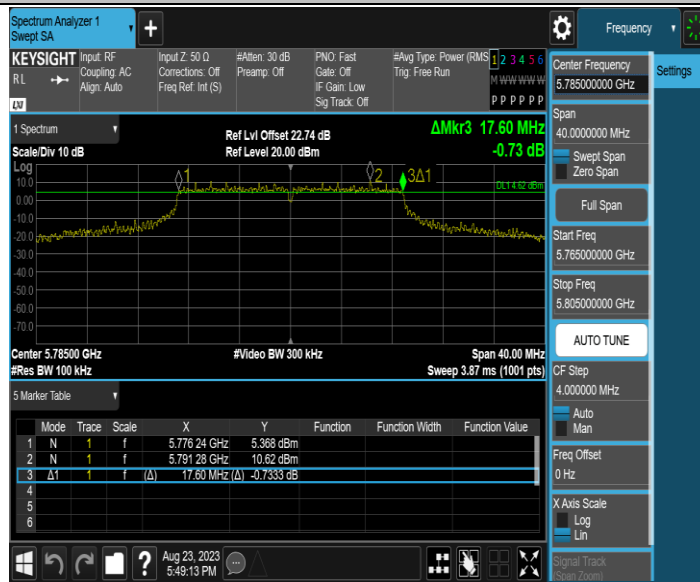 Spectrum Analyzer 1
Swept SA
+
Frequency
KEYSIGHT
Input: RF
Coupling: AC
Align: Auto
Input Z: 50 Ω
Corrections: Off
Freq Ref: Int (S)
#Atten: 30 dB
Preamp: Off
PNO: Fast
Gate: Off
IF Gain: Low
Sig Track: Off
#Avg Type: Power (RMS
Trig: Free Run
1 2 3 4 5 6
M W W W W W
P P P P P P
R L
LXI
Center Frequency
5.785000000 GHz
Settings
Span
40.0000000 MHz
Swept Span
Zero Span
Full Span
Start Freq
5.765000000 GHz
Stop Freq
5.805000000 GHz
AUTO TUNE
CF Step
4.000000 MHz
Auto
Man
Freq Offset
0 Hz
X Axis Scale
Log
Lin
Signal Track
(Span Zoom)
1 Spectrum
Scale/Div 10 dB
Ref Lvl Offset 22.74 dB
Ref Level 20.00 dBm
ΔMkr3 17.60 MHz
-0.73 dB
Log
10.0
0.00
-10.0
-20.0
-30.0
-40.0
-50.0
-60.0
-70.0
1
2
3Δ1
DL1 4.62 dBm
Center 5.78500 GHz
#Res BW 100 kHz
#Video BW 300 kHz
Span 40.00 MHz
Sweep 3.87 ms (1001 pts)
5 Marker Table
Mode Trace Scale X Y Function Function Width Function Value
1 N 1 f 5.776 24 GHz 5.368 dBm
2 N 1 f 5.791 28 GHz 10.62 dBm
3 Δ1 1 f (Δ) 17.60 MHz (Δ) -0.7333 dB
4
5
6
?
Aug 23, 2023
5:49:13 PM